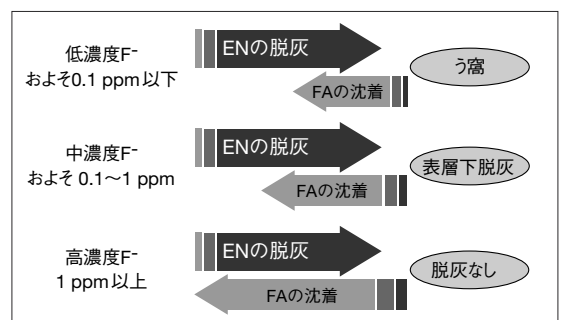 低濃度F-
およそ0.1 ppm以下
ENの脱灰
FAの沈着
う窩
中濃度F-
およそ 0.1〜1 ppm
ENの脱灰
FAの沈着
表層下脱灰
高濃度F-
1 ppm以上
ENの脱灰
FAの沈着
脱灰なし